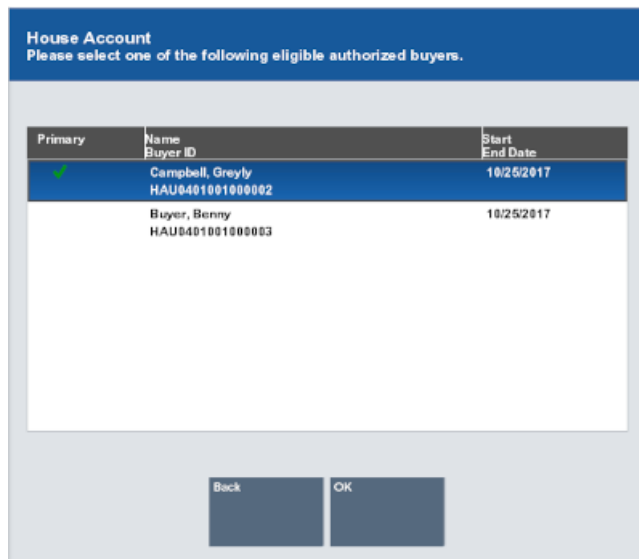 House Account
Please select one of the following eligible authorized buyers.
Primary Name Start
Buyer ID End Date
Campbell, Greyly 10/25/2017
HAU0401001000002
Buyer, Benny 10/25/2017
HAU0401001000003
Back OK